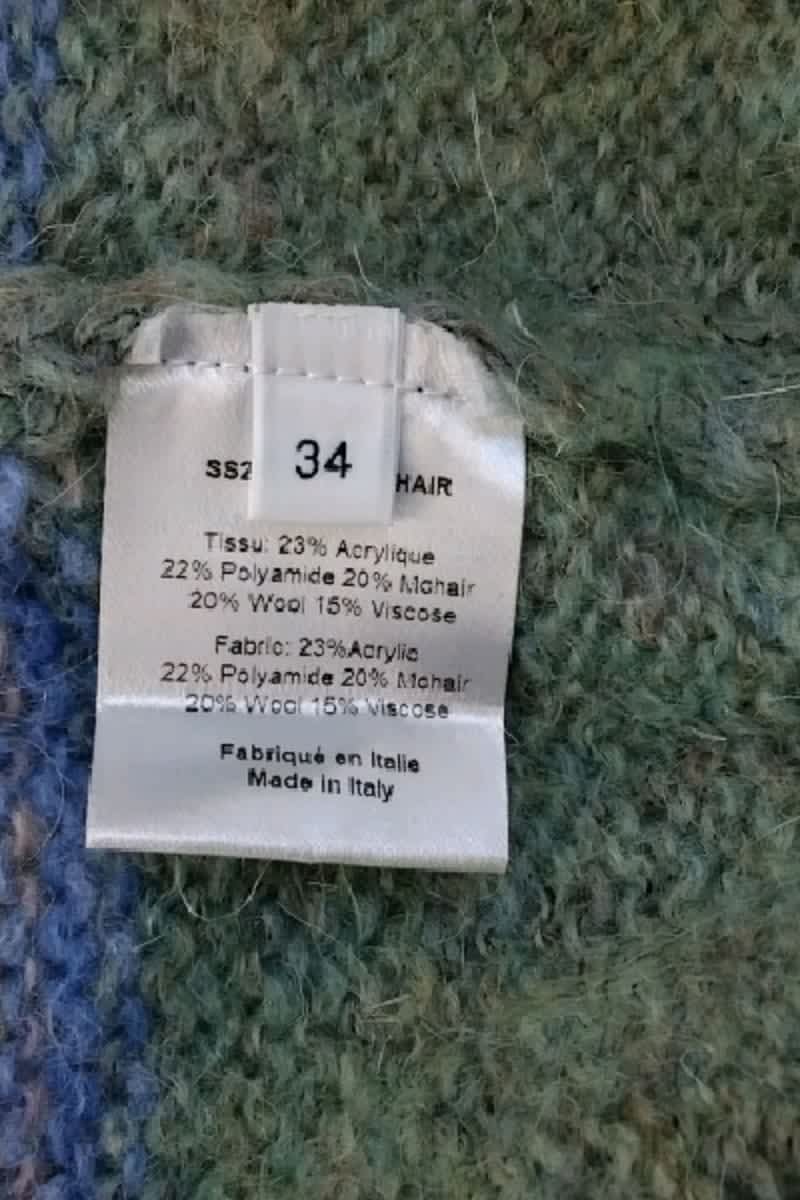 34
SS2 HAIR
Tissu: 23% Acrylique
22% Polyamide 20% Mohair
20% Wool 15% Viscose
Fabric: 23%Acrylic
22% Polyamide 20% Mohair
20% Wool 15% Viscose
Fabriqué en Italie
Made in Italy